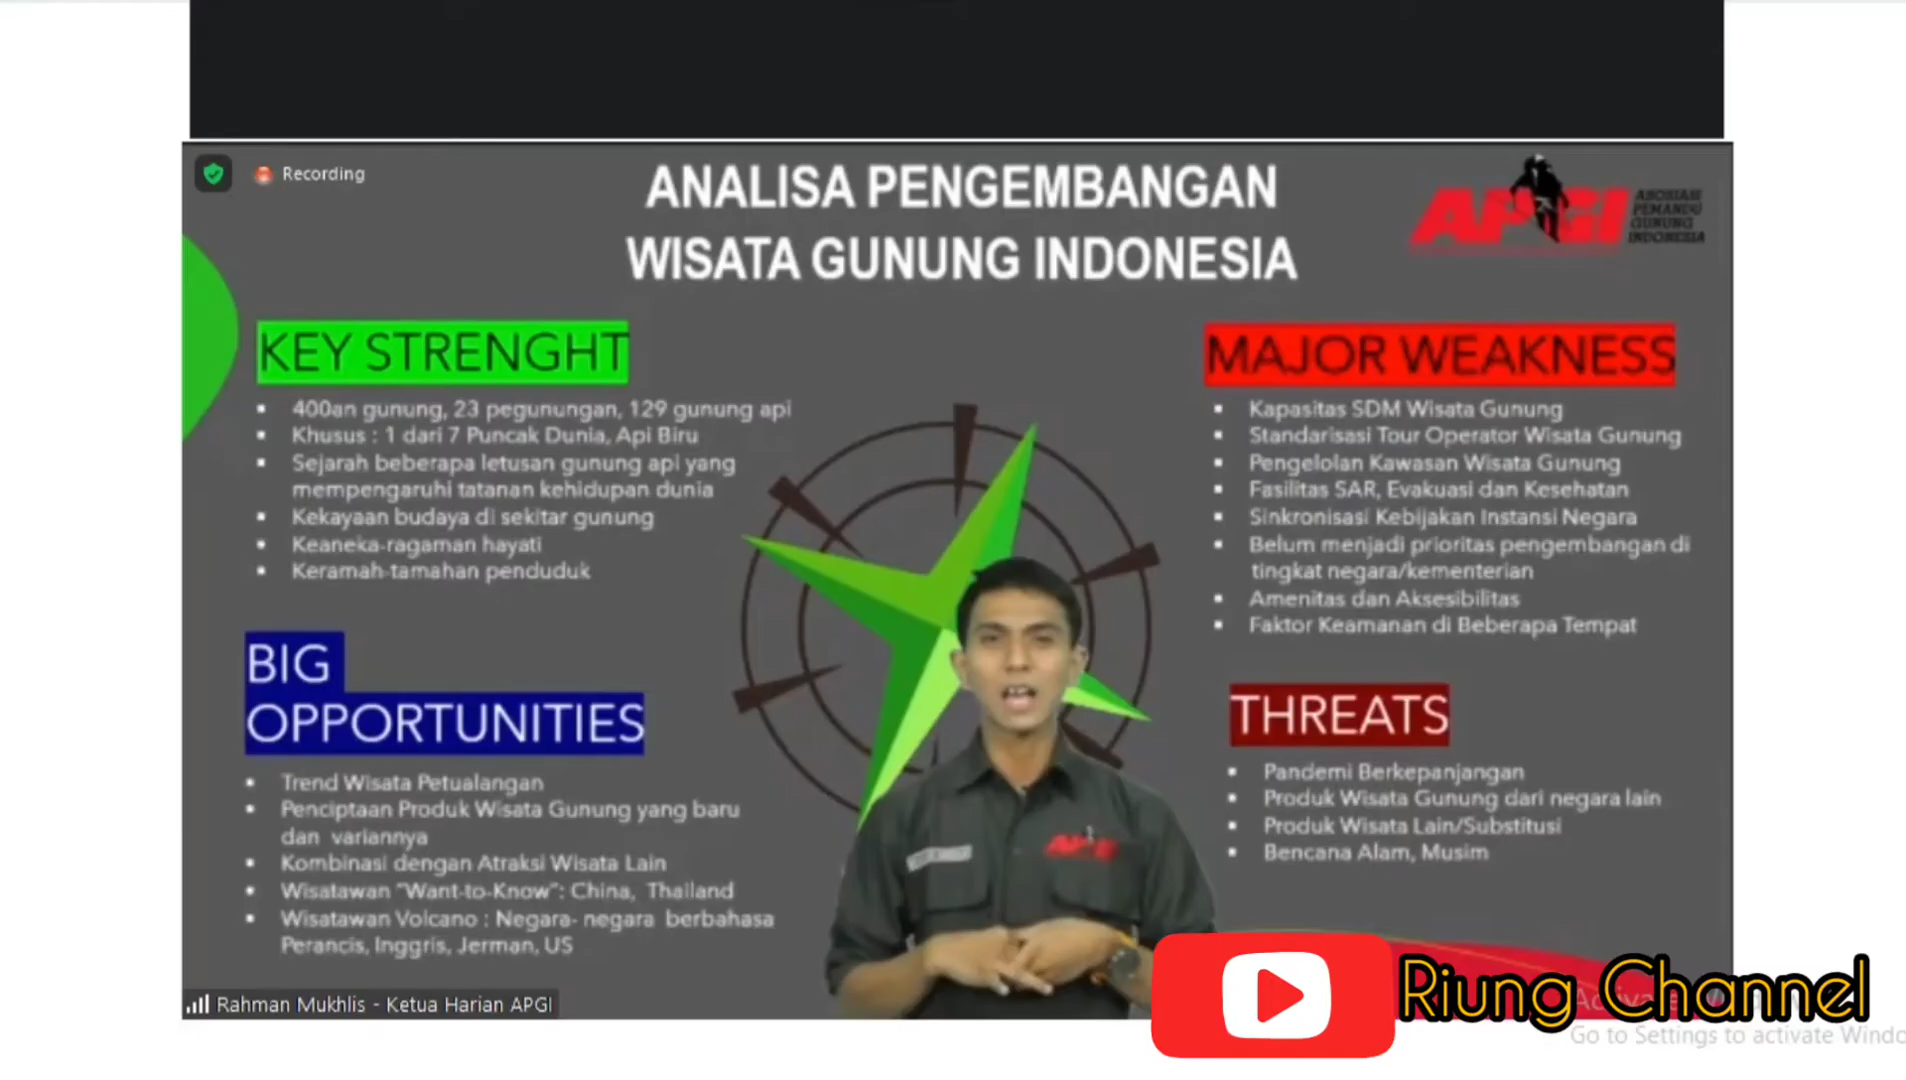 Recording
ANALISA PENGEMBANGAN
WISATA GUNUNG INDONESIA
APGI
ASOSIASI
PEMANDU
GUNUNG
INDONESIA
KEY STRENGHT
▪ 400an gunung, 23 pegunungan, 129 gunung api
▪ Khusus : 1 dari 7 Puncak Dunia, Api Biru
▪ Sejarah beberapa letusan gunung api yang
mempengaruhi tatanan kehidupan dunia
▪ Kekayaan budaya di sekitar gunung
▪ Keaneka-ragaman hayati
▪ Keramah-tamahan penduduk
BIG
OPPORTUNITIES
▪ Trend Wisata Petualangan
▪ Penciptaan Produk Wisata Gunung yang baru
dan variannya
▪ Kombinasi dengan Atraksi Wisata Lain
▪ Wisatawan "Want-to-Know": China, Thailand
▪ Wisatawan Volcano : Negara- negara berbahasa
Perancis, Inggris, Jerman, US
MAJOR WEAKNESS
▪ Kapasitas SDM Wisata Gunung
▪ Standarisasi Tour Operator Wisata Gunung
▪ Pengelolan Kawasan Wisata Gunung
▪ Fasilitas SAR, Evakuasi dan Kesehatan
▪ Sinkronisasi Kebijakan Instansi Negara
▪ Belum menjadi prioritas pengembangan di
tingkat negara/kementerian
▪ Amenitas dan Aksesibilitas
▪ Faktor Keamanan di Beberapa Tempat
THREATS
▪ Pandemi Berkepanjangan
▪ Produk Wisata Gunung dari negara lain
▪ Produk Wisata Lain/Substitusi
▪ Bencana Alam, Musim
APGI
Rahman Mukhlis - Ketua Harian APGI
Riung Channel
Go to Settings to activate